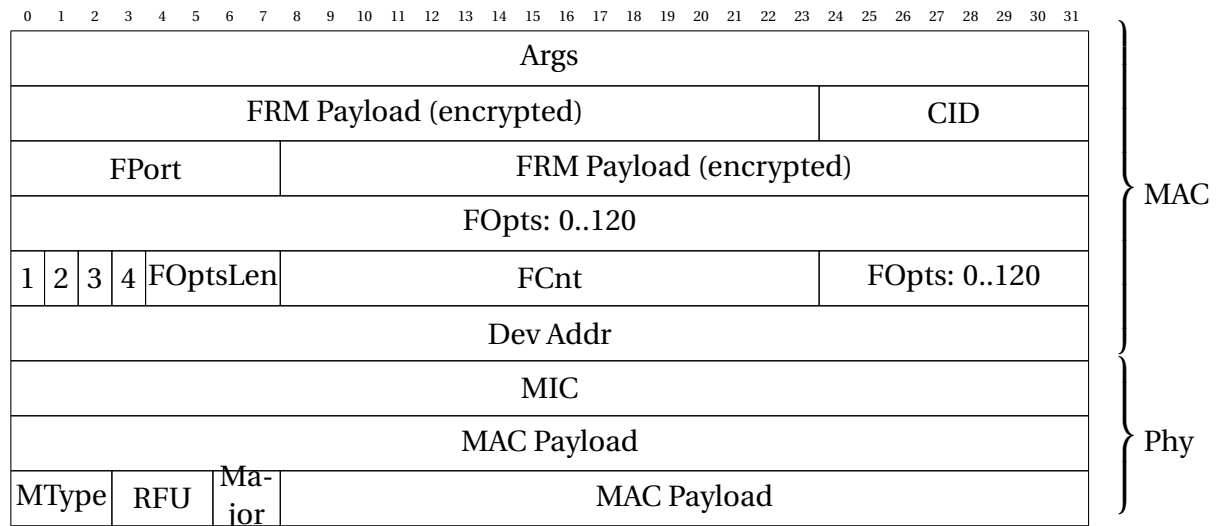 0 1 2 3 4 5 6 7 8 9 10 11 12 13 14 15 16 17 18 19 20 21 22 23 24 25 26 27 28 29 30 31
Args
FRM Payload (encrypted) CID
FPort FRM Payload (encrypted)
MAC
FOpts: 0..120
1 2 3 4 FOptsLen FCnt FOpts: 0..120
Dev Addr
MIC
MAC Payload
Phy
MType RFU Ma-
jor
MAC Payload